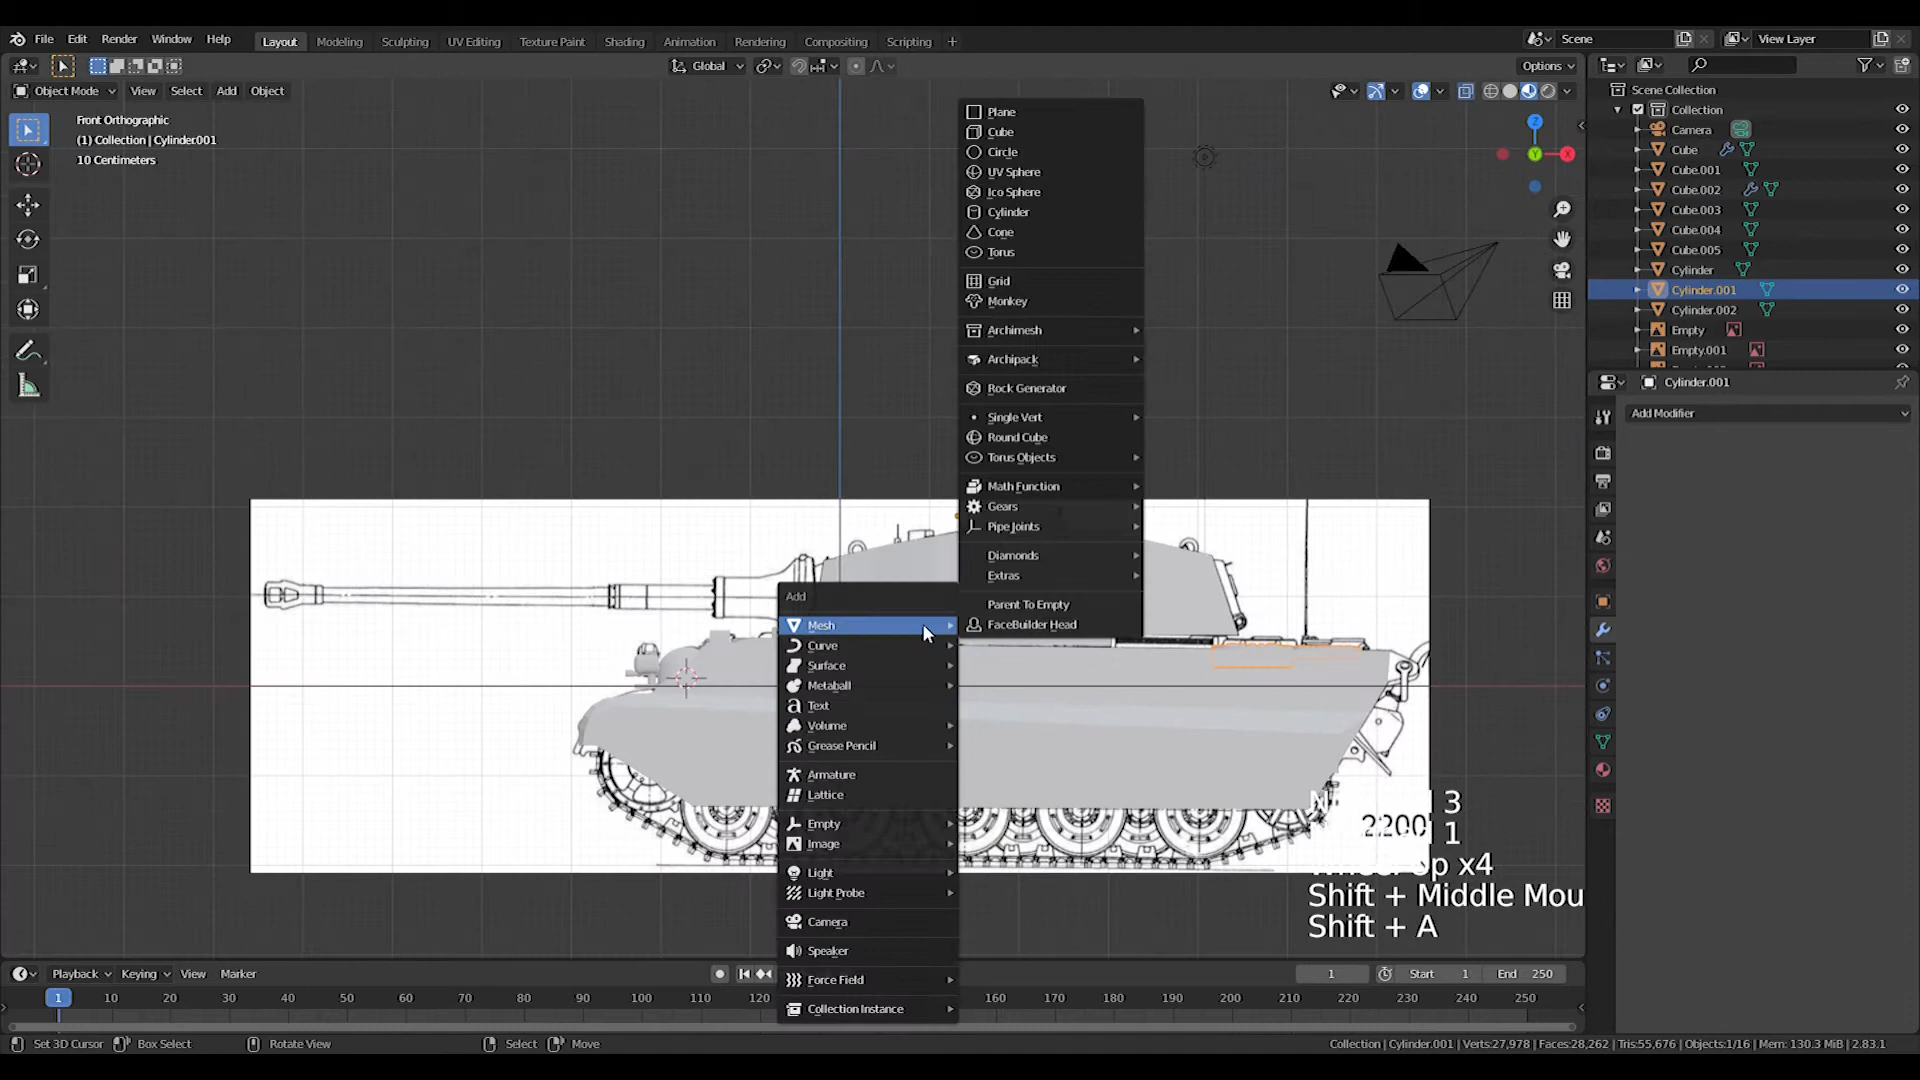 File Edit Render Window Help
Layout Modeling Sculpting UV Editing Texture Paint Shading Animation Rendering Compositing Scripting +
Scene
View Layer
Global
Options
Object Mode View Select Add Object
Front Orthographic
(1) Collection | Cylinder.001
10 Centimeters
Z
Y
X
Plane
Cube
Circle
UV Sphere
Ico Sphere
Cylinder
Cone
Torus
Grid
Monkey
Archimesh
Archipack
Rock Generator
Single Vert
Round Cube
Torus Objects
Math Function
Gears
Pipe Joints
Diamonds
Extras
Parent To Empty
FaceBuilder Head
Add
Mesh
Curve
Surface
Metaball
Text
Volume
Grease Pencil
Armature
Lattice
Empty
Image
Light
Light Probe
Camera
Speaker
Force Field
Collection Instance
Scene Collection
Collection
Camera
Cube
Cube.001
Cube.002
Cube.003
Cube.004
Cube.005
Cylinder
Cylinder.001
Cylinder.002
Empty
Empty.001
Cylinder.001
Add Modifier
3
2200
1
x4
Shift + Middle Mou
Shift + A
Playback Keying View Marker
1 Start 1 End 250
1 10 20 30 40 50 60 70 80 90 100 110 120 160 170 180 190 200 210 220 230 240 250
Set 3D Cursor Box Select Rotate View Select Move
Collection | Cylinder.001 | Verts:27,978 | Faces:28,262 | Tris:55,676 | Objects:1/16 | Mem: 130.3 MiB | 2.83.1